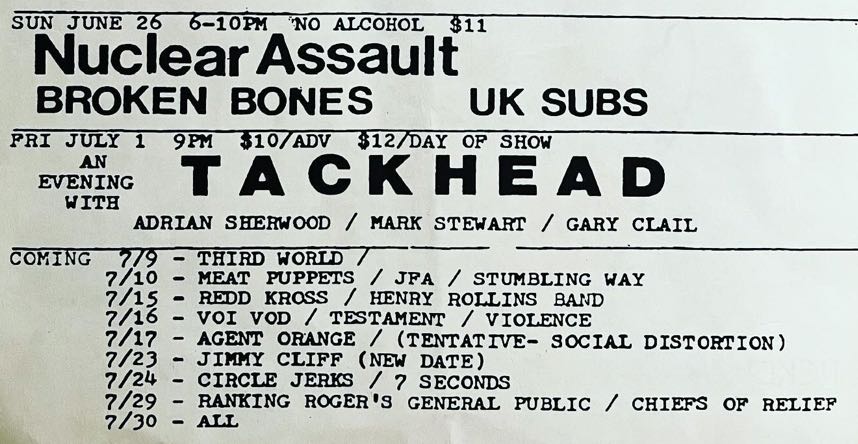 SUN JUNE 26 6-10PM NO ALCOHOL $11
Nuclear Assault
BROKEN BONES UK SUBS
FRI JULY 1 9PM $10/ADV $12/DAY OF SHOW
AN EVENING WITH TACKHEAD
ADRIAN SHERWOOD / MARK STEWART / GARY CLAIL
COMING 7/9 - THIRD WORLD /
7/10 - MEAT PUPPETS / JFA / STUMBLING WAY
7/15 - REDD KROSS / HENRY ROLLINS BAND
7/16 - VOI VOD / TESTAMENT / VIOLENCE
7/17 - AGENT ORANGE / (TENTATIVE- SOCIAL DISTORTION)
7/23 - JIMMY CLIFF (NEW DATE)
7/24 - CIRCLE JERKS / 7 SECONDS
7/29 - RANKING ROGER'S GENERAL PUBLIC / CHIEFS OF RELIEF
7/30 - ALL